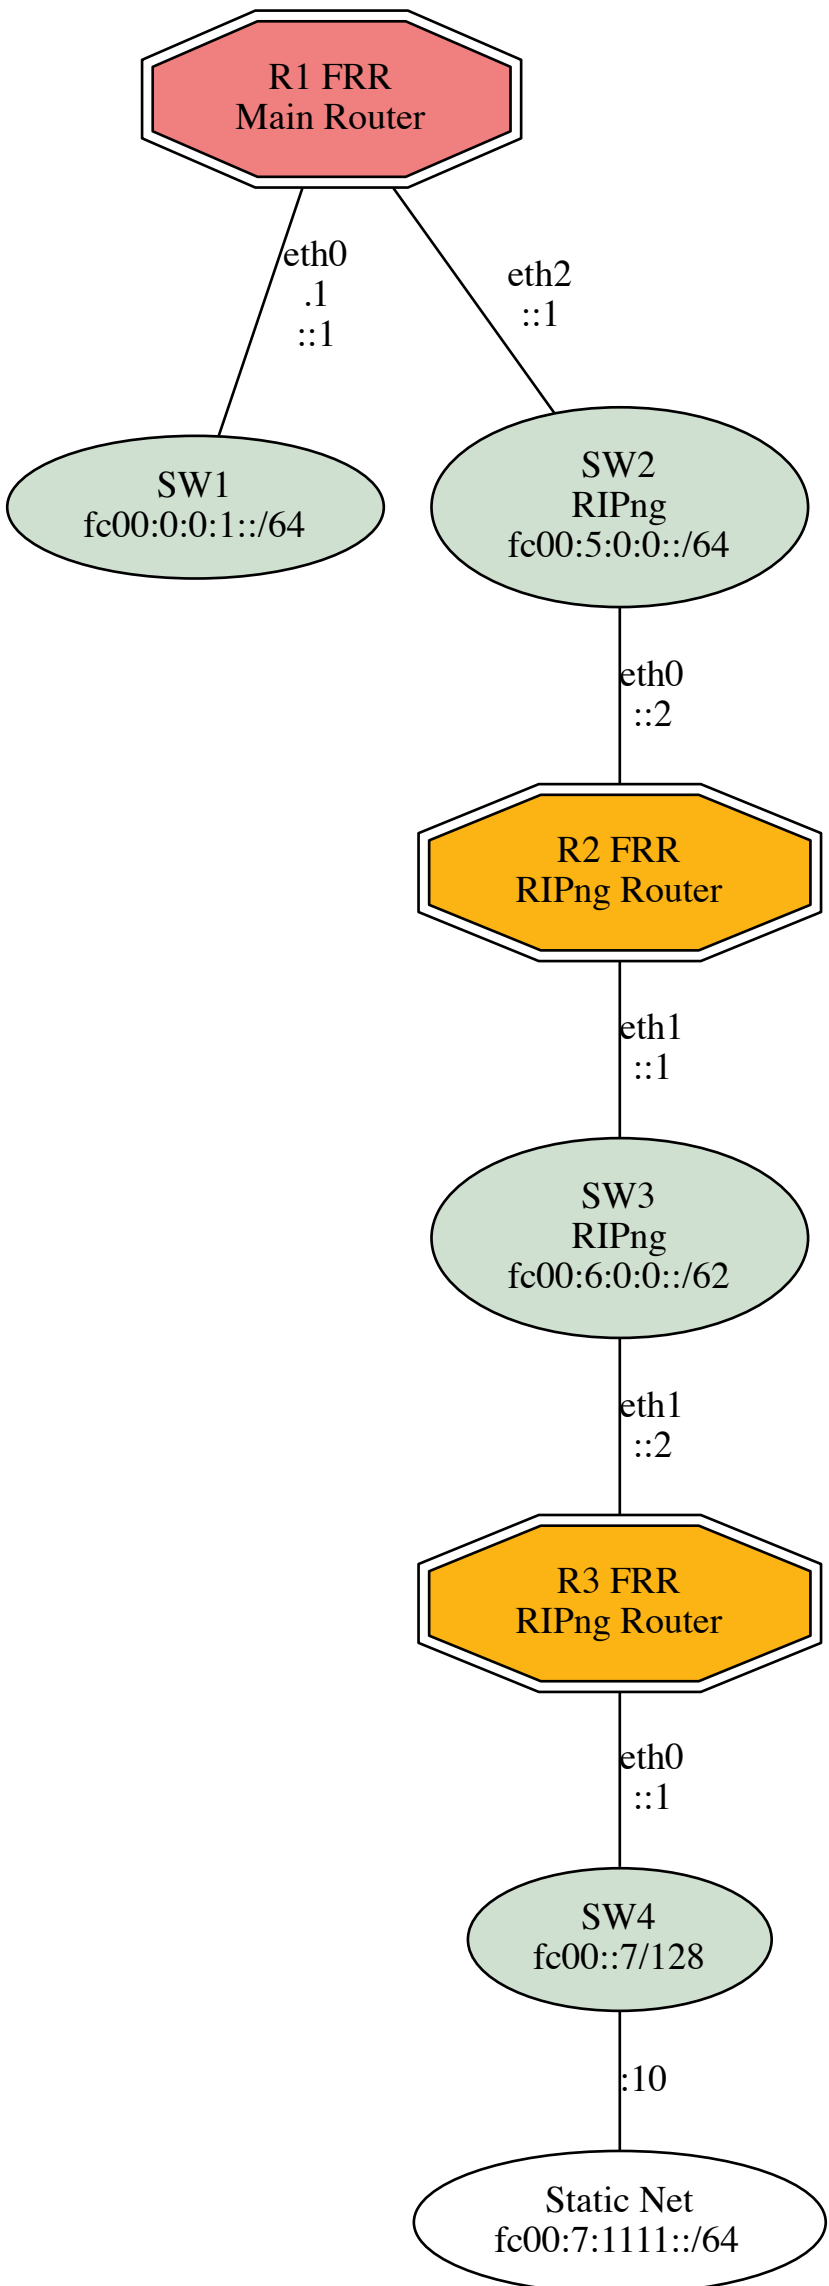 R1 FRR
Main Router
eth0
.1
::1
eth2
::1
SW1
fc00:0:0:1::/64
SW2
RIPng
fc00:5:0:0::/64
eth0
::2
R2 FRR
RIPng Router
eth1
::1
SW3
RIPng
fc00:6:0:0::/62
eth1
::2
R3 FRR
RIPng Router
eth0
::1
SW4
fc00::7/128
:10
Static Net
fc00:7:1111::/64